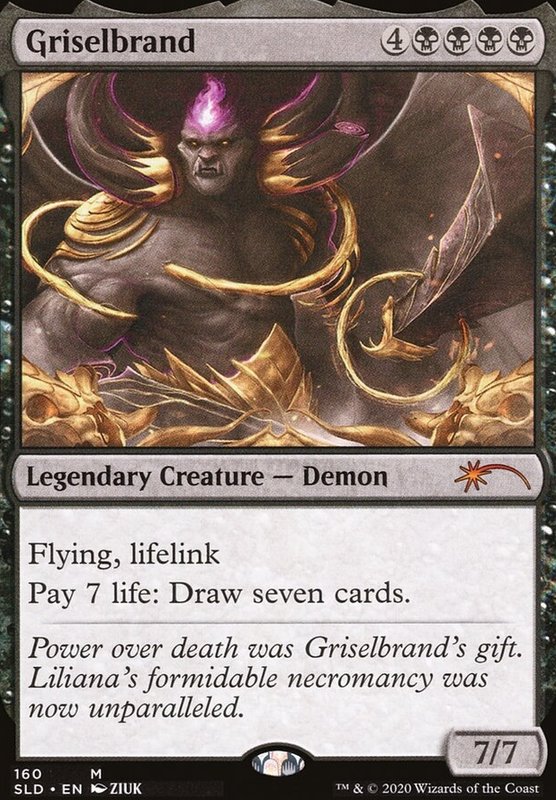 Griselbrand 4
Legendary Creature — Demon
Flying, lifelink
Pay 7 life: Draw seven cards.
Power over death was Griselbrand's gift.
Liliana's formidable necromancy was
now unparalleled.
7/7
160 M
SLD • EN ZIUK
™ & © 2020 Wizards of the Coast